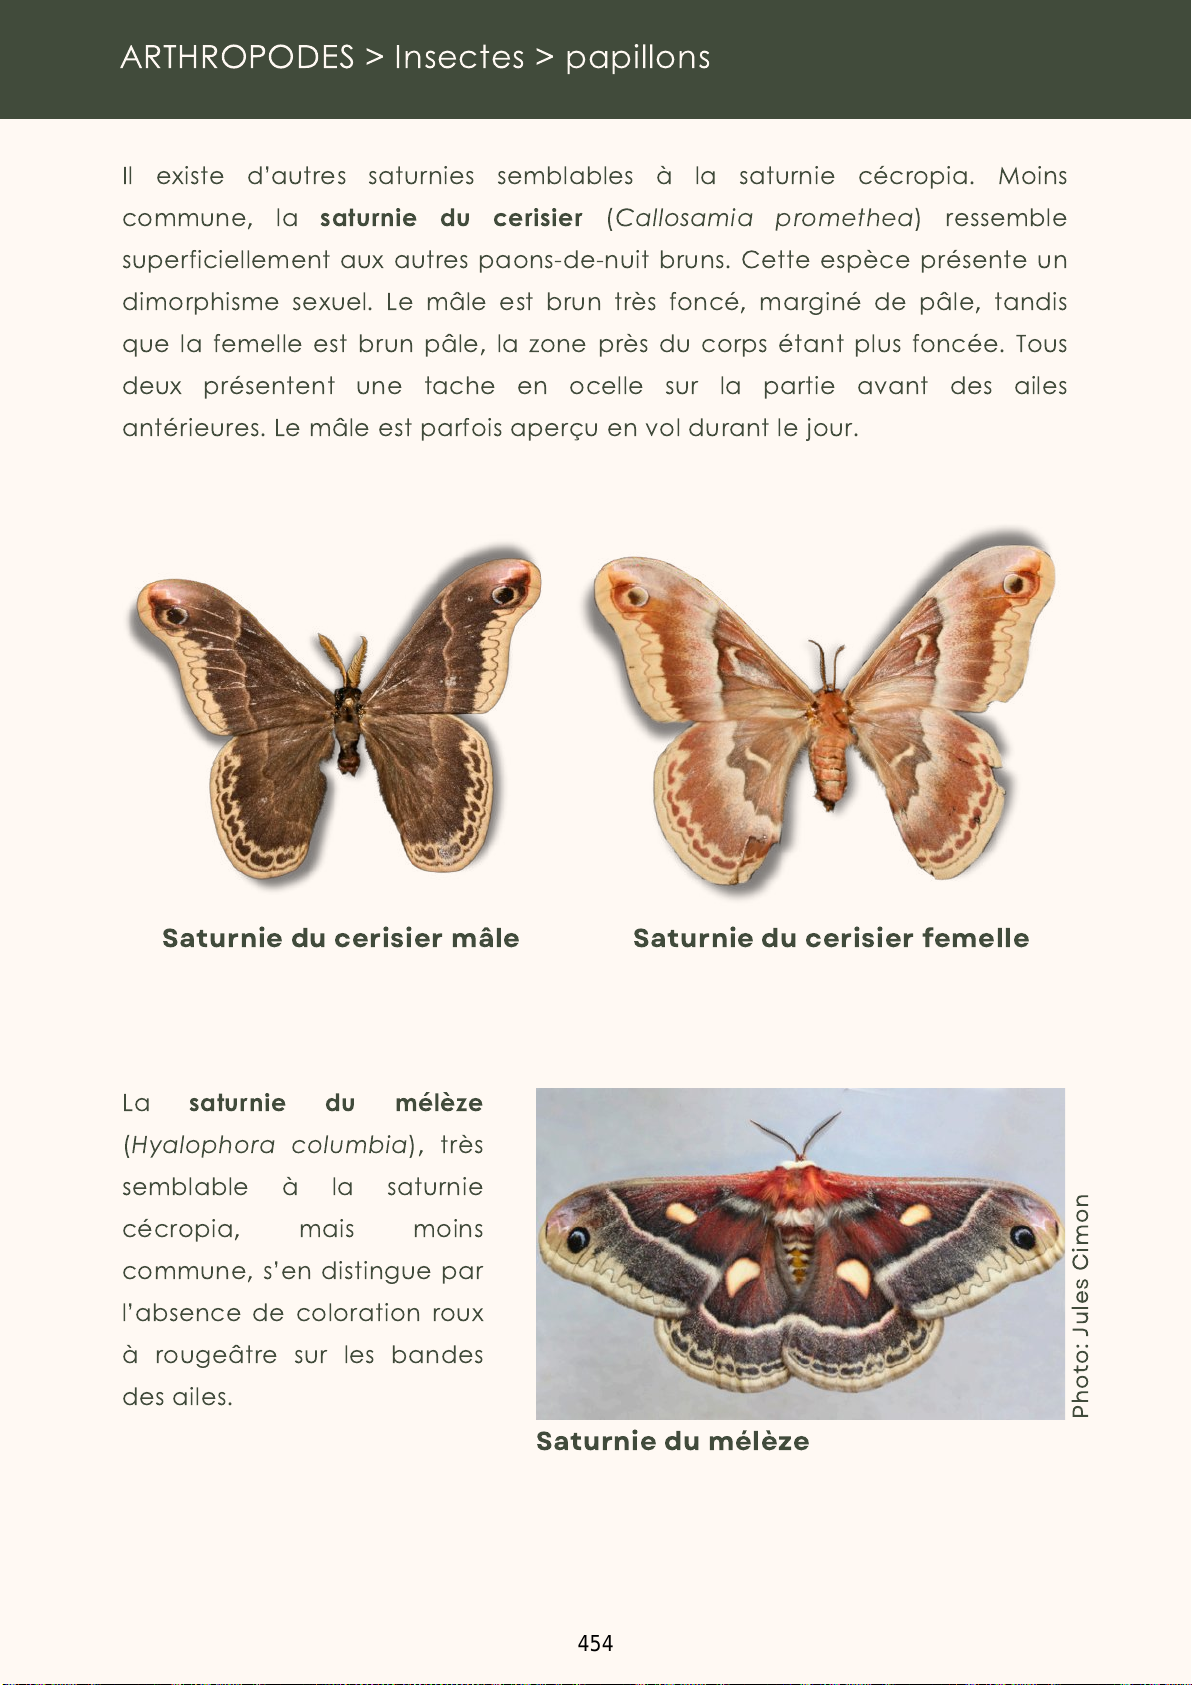 ARTHROPODES > Insectes > papillons
Il existe d'autres saturnies semblables à la saturnie cécropia. Moins
commune, la saturnie du cerisier (Callosamia promethea) ressemble
superficiellement aux autres paons-de-nuit bruns. Cette espèce présente un
dimorphisme sexuel. Le mâle est brun très foncé, marginé de pâle, tandis
que la femelle est brun pâle, la zone près du corps étant plus foncée. Tous
deux présentent une tache en ocelle sur la partie avant des ailes
antérieures. Le mâle est parfois aperçu en vol durant le jour.
Saturnie du cerisier mâle
Saturnie du cerisier femelle
La saturnie du mélèze
(Hyalophora columbia), très
semblable à la saturnie
cécropia, mais moins
commune, s'en distingue par
l'absence de coloration roux
à rougeâtre sur les bandes
des ailes.
Photo: Jules Cimon
Saturnie du mélèze
454